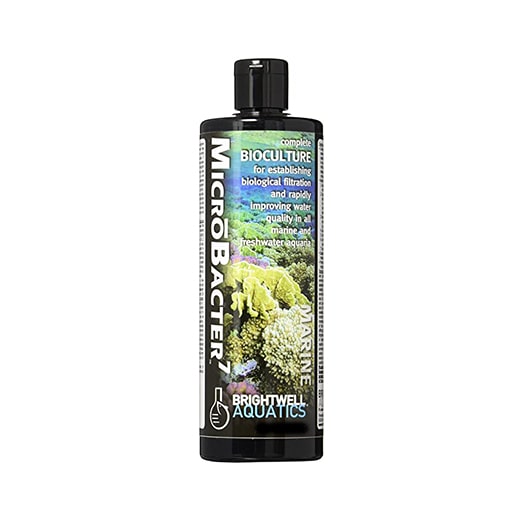 MICRŌBACTER7
complete
BIOCULTURE
for establishing
biological filtration
and rapidly
improving water
quality in all
marine and
freshwater aquaria
MARINE
BRIGHTWELL
AQUATICS